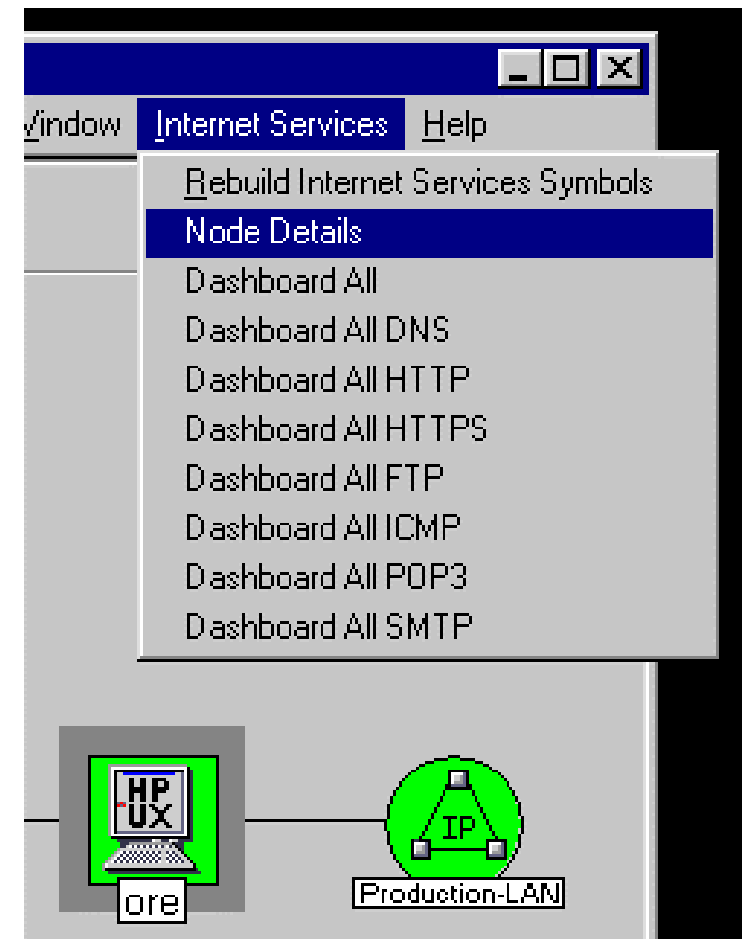 Window Internet Services Help
Rebuild Internet Services Symbols
Node Details
Dashboard All
Dashboard All DNS
Dashboard All HTTP
Dashboard All HTTPS
Dashboard All FTP
Dashboard All ICMP
Dashboard All POP3
Dashboard All SMTP
HP
UX
IP
ore
Production-LAN